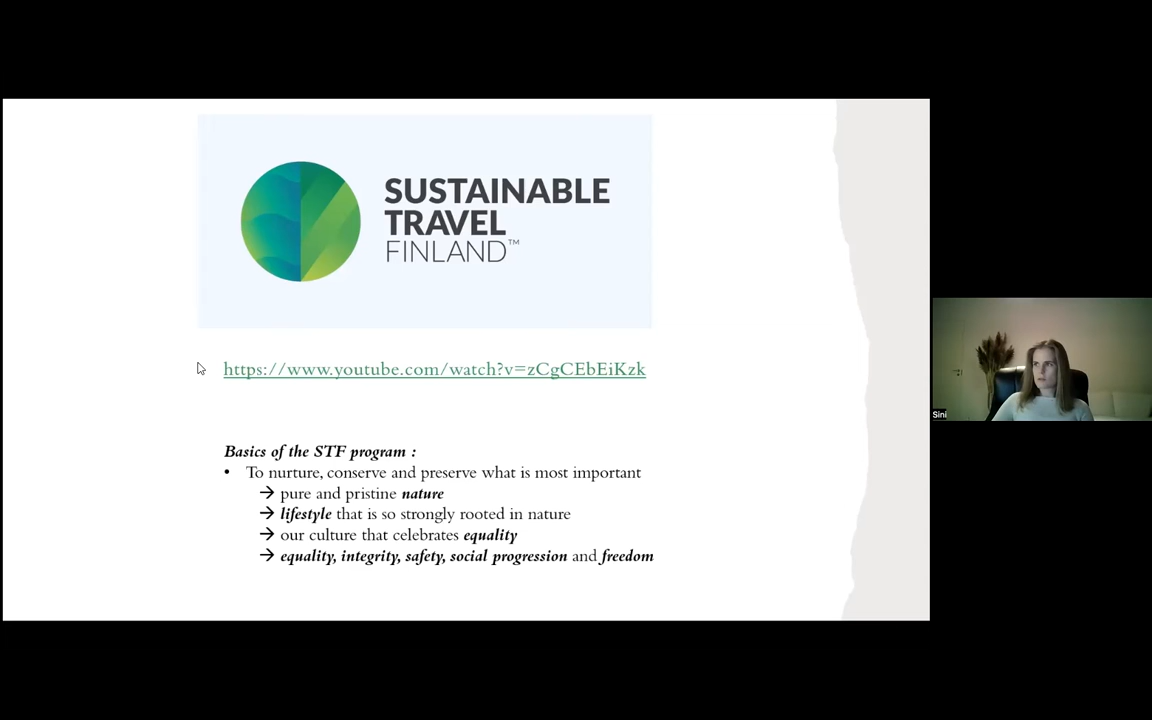 SUSTAINABLE
TRAVEL
FINLAND™
https://www.youtube.com/watch?v=zCgCEbEiKzk
Basics of the STF program :
• To nurture, conserve and preserve what is most important
→ pure and pristine nature
→ lifestyle that is so strongly rooted in nature
→ our culture that celebrates equality
→ equality, integrity, safety, social progression and freedom
Sini